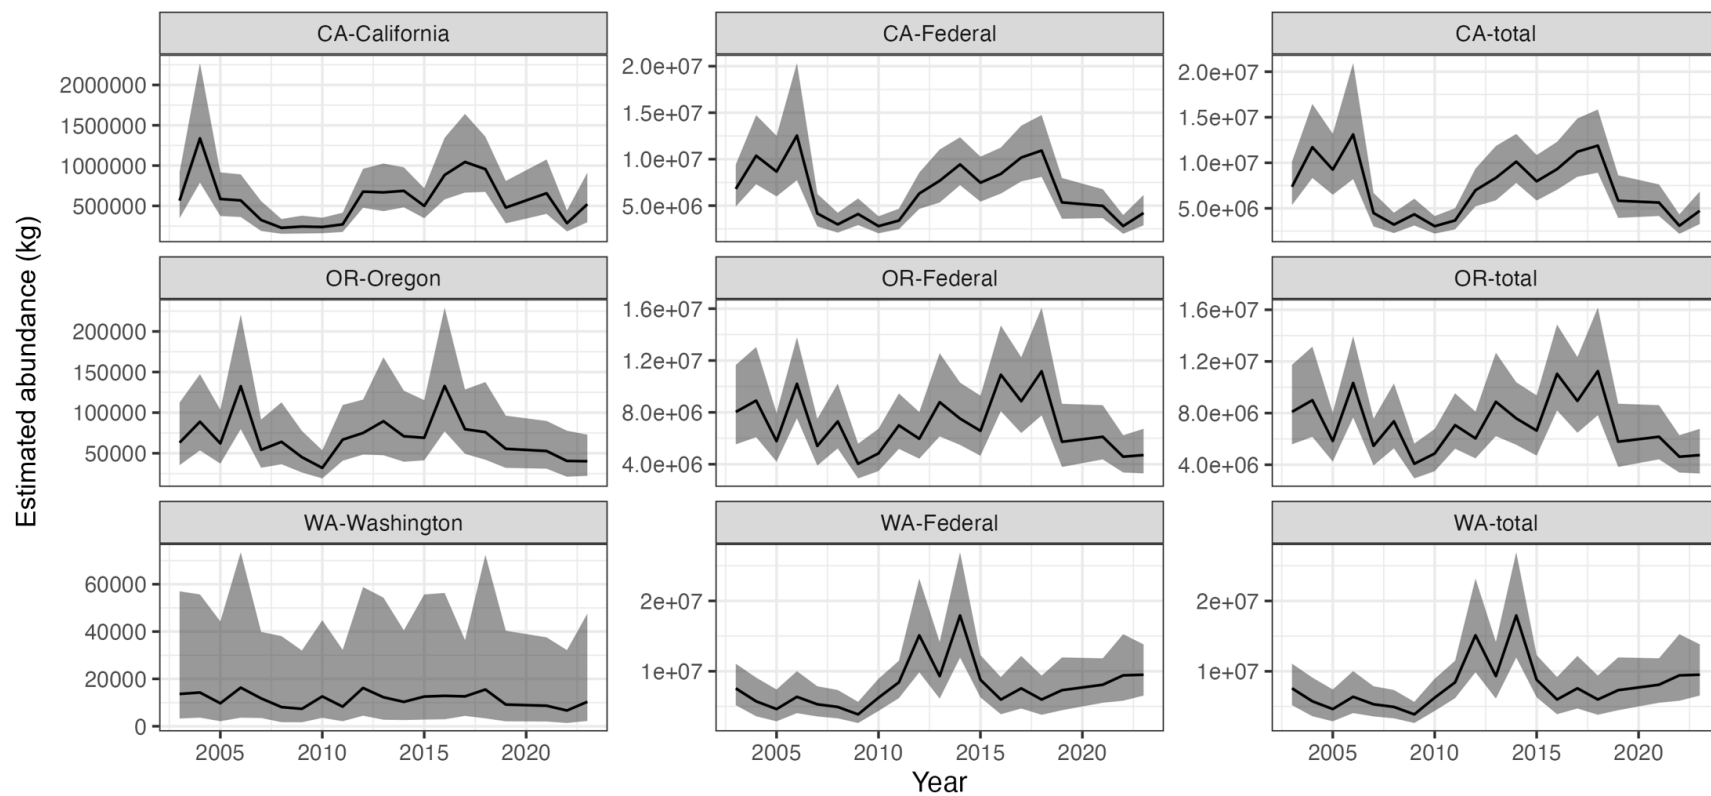 CA-California
CA-Federal
CA-total
2000000
1500000
1000000
500000
2.0e+07
1.5e+07
1.0e+07
5.0e+06
2.0e+07
1.5e+07
1.0e+07
5.0e+06
OR-Oregon
OR-Federal
OR-total
200000
150000
100000
50000
1.6e+07
1.2e+07
8.0e+06
4.0e+06
1.6e+07
1.2e+07
8.0e+06
4.0e+06
WA-Washington
WA-Federal
WA-total
60000
40000
20000
0
2e+07
1e+07
2e+07
1e+07
2005 2010 2015 2020
2005 2010 2015 2020
2005 2010 2015 2020
Estimated abundance (kg)
Year